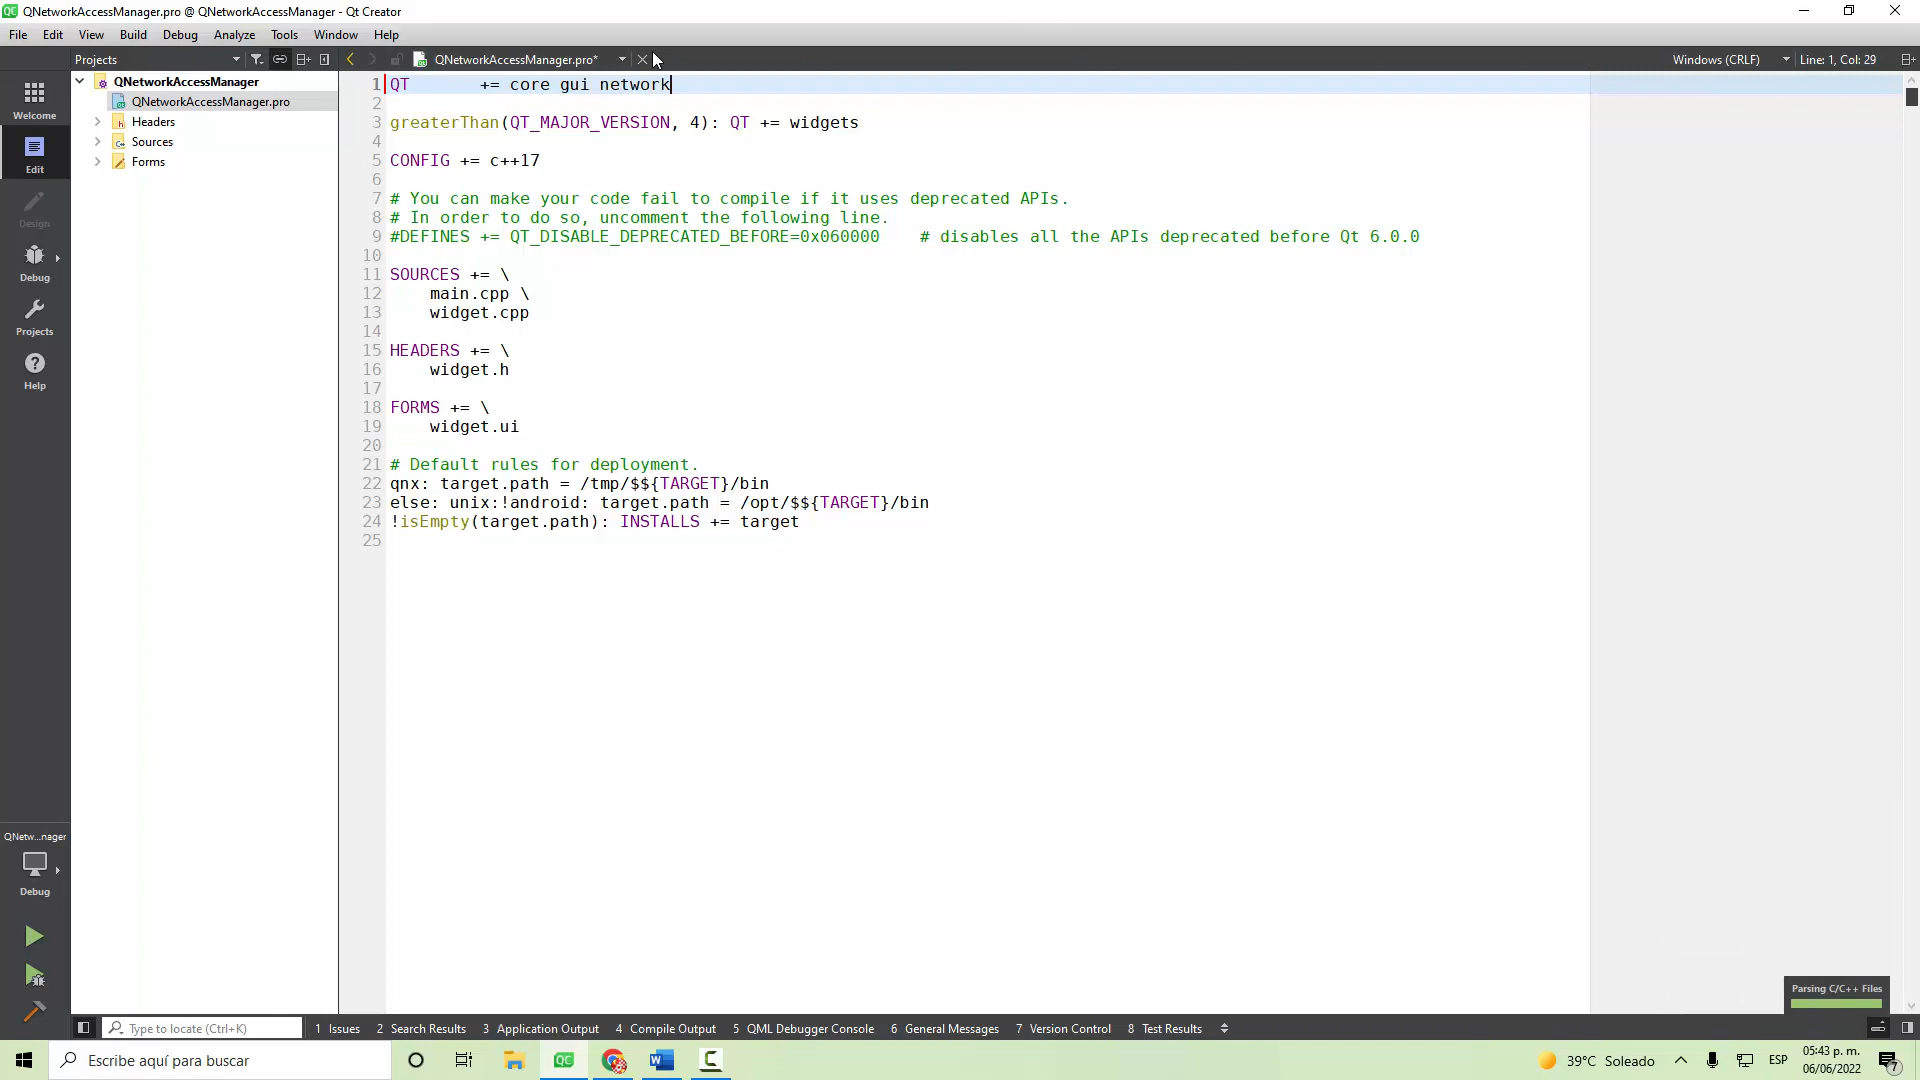 QNetworkAccessManager.pro @ QNetworkAccessManager - Qt Creator
File Edit View Build Debug Analyze Tools Window Help
Projects
QNetworkAccessManager.pro*
Windows (CRLF)
Line: 1, Col: 29
QNetworkAccessManager
QNetworkAccessManager.pro
Headers
Sources
Forms
Welcome
Edit
Design
Debug
Projects
Help
1 QT += core gui network
2
3 greaterThan(QT_MAJOR_VERSION, 4): QT += widgets
4
5 CONFIG += c++17
6
7 # You can make your code fail to compile if it uses deprecated APIs.
8 # In order to do so, uncomment the following line.
9 #DEFINES += QT_DISABLE_DEPRECATED_BEFORE=0x060000 # disables all the APIs deprecated before Qt 6.0.0
10
11 SOURCES += \
12 main.cpp \
13 widget.cpp
14
15 HEADERS += \
16 widget.h
17
18 FORMS += \
19 widget.ui
20
21 # Default rules for deployment.
22 qnx: target.path = /tmp/$${TARGET}/bin
23 else: unix:!android: target.path = /opt/$${TARGET}/bin
24 !isEmpty(target.path): INSTALLS += target
25
QNetw...nager
Debug
Parsing C/C++ Files
Type to locate (Ctrl+K)
1 Issues 2 Search Results 3 Application Output 4 Compile Output 5 QML Debugger Console 6 General Messages 7 Version Control 8 Test Results
Escribe aquí para buscar
39°C Soleado
ESP
05:43 p. m.
06/06/2022
7